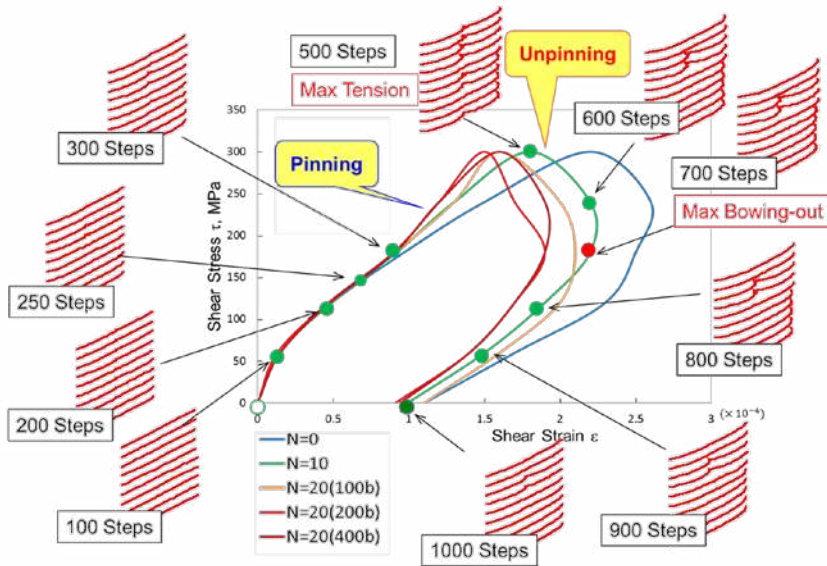 500 Steps
Max Tension
Unpinning
600 Steps
300 Steps
Pinning
700 Steps
Max Bowing-out
250 Steps
200 Steps
100 Steps
800 Steps
900 Steps
1000 Steps
Shear Stress τ, MPa
350
300
250
200
150
100
50
0
0
0.5
1
1.5
2
2.5
3
(×10⁻⁴)
Shear Strain ε
N=0
N=10
N=20(100b)
N=20(200b)
N=20(400b)